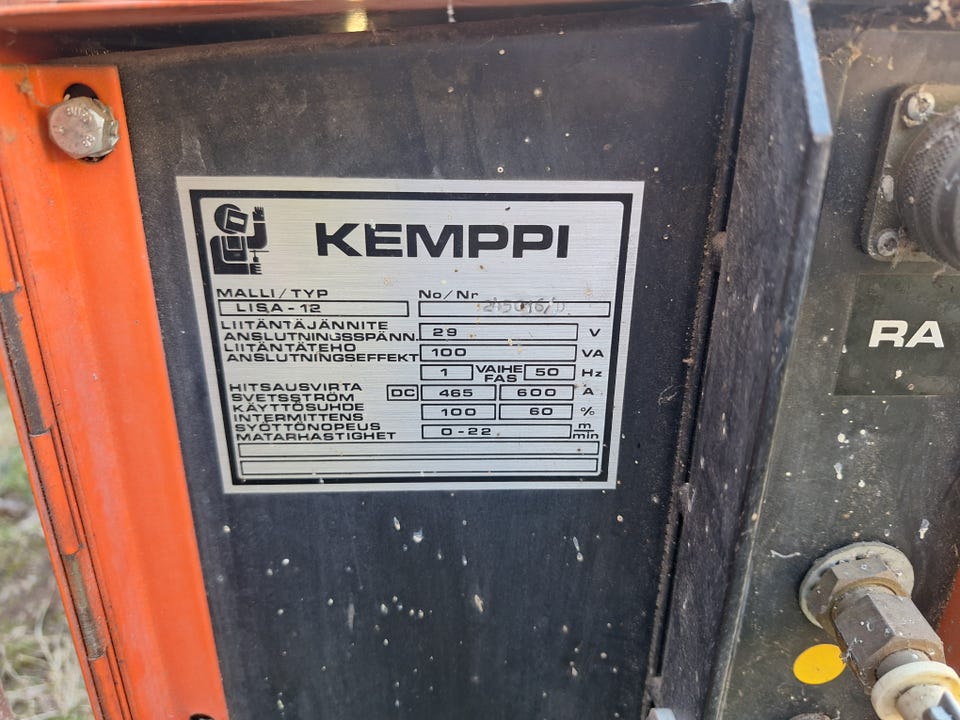 KEMPPI
MALLI/TYP No/Nr
LISA-12
LIITÄNTÄJÄNNITE
ANSLUTNINGSSPÄNN. 29 V
LIITÄNTÄTEHO
ANSLUTNINGSEFFEKT 100 VA
1 VAIHE FAS 50 Hz
HITSAUSVIRTA
SVETSSTRÖM DC 465 600 A
KÄYTTÖSUHDE
INTERMITTENS 100 60 %
SYÖTTÖNOPEUS
MATARHASTIGHET 0-22 m/min
RA